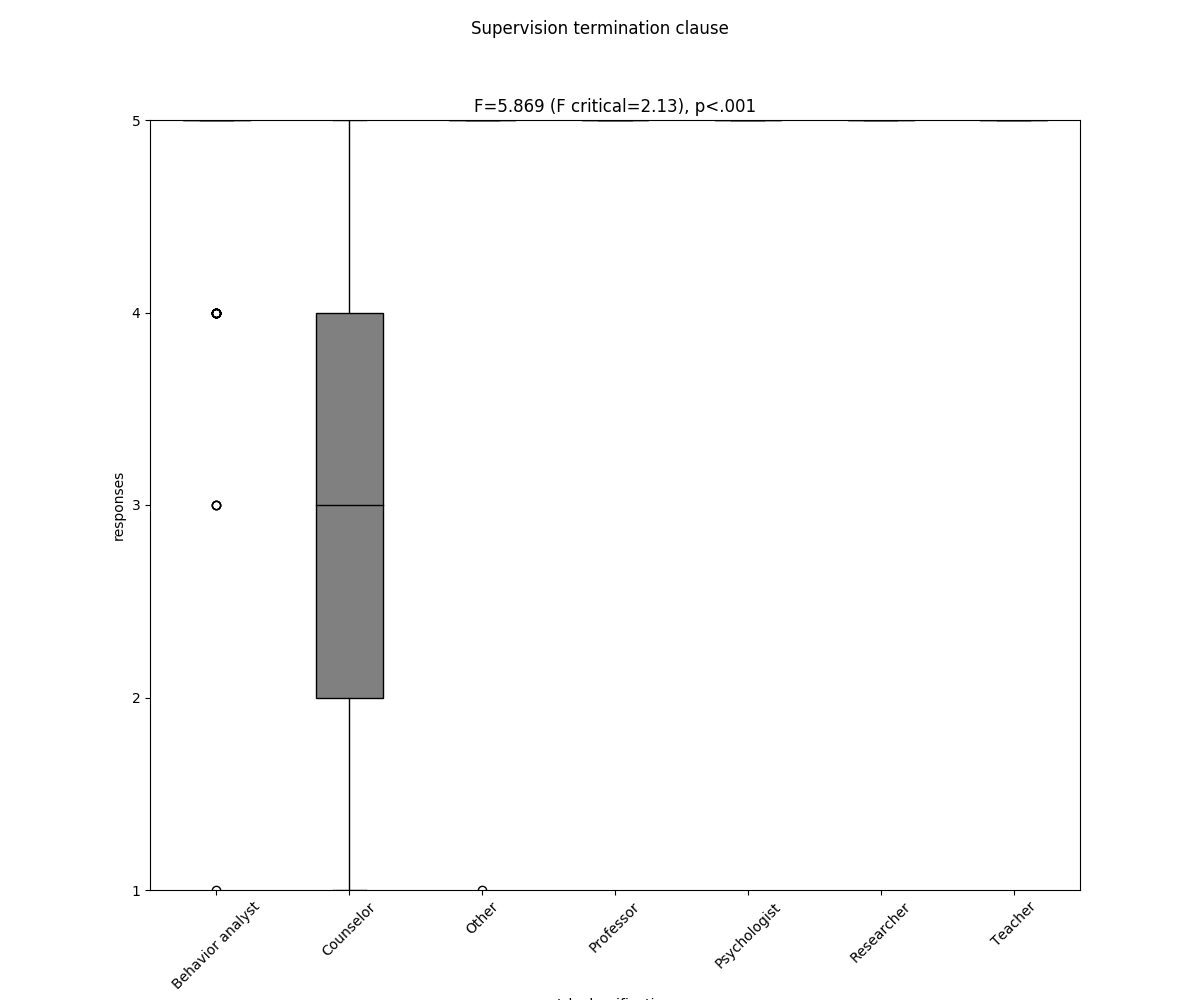 Supervision termination clause
F=5.869 (F critical=2.13), p<.001
5
4
3
2
1
responses
Behavior analyst
Counselor
Other
Professor
Psychologist
Researcher
Teacher